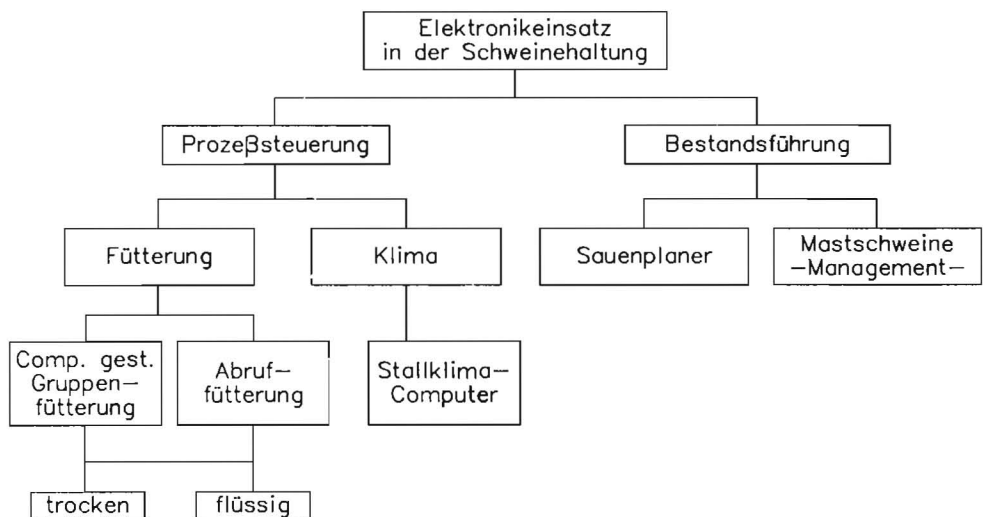 Elektronikeinsatz
in der Schweinehaltung
Prozeβsteuerung
Bestandsführung
Fütterung
Klima
Sauenplaner
Mastschweine
-Management-
Comp. gest.
Gruppen-
fütterung
Abruf-
fütterung
Stallklima-
Computer
trocken
flüssig